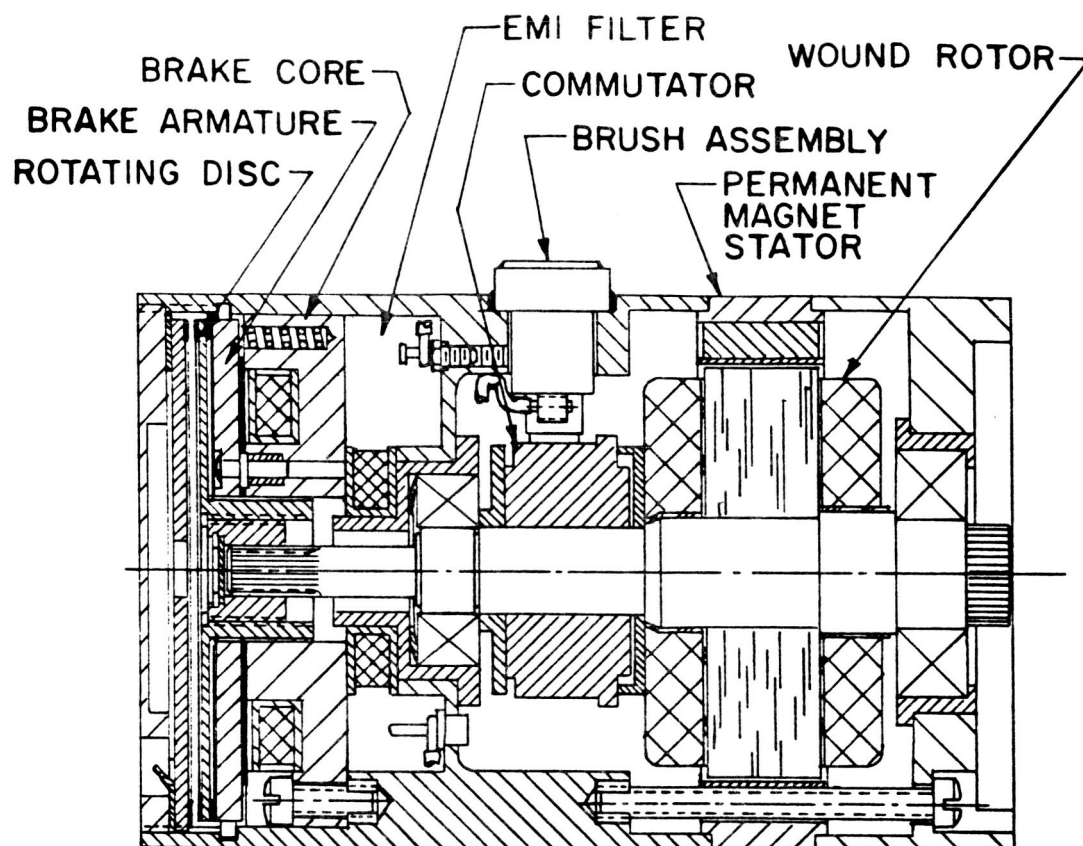 EMI FILTER
WOUND ROTOR
BRAKE CORE
COMMUTATOR
BRAKE ARMATURE
BRUSH ASSEMBLY
ROTATING DISC
PERMANENT
MAGNET
STATOR